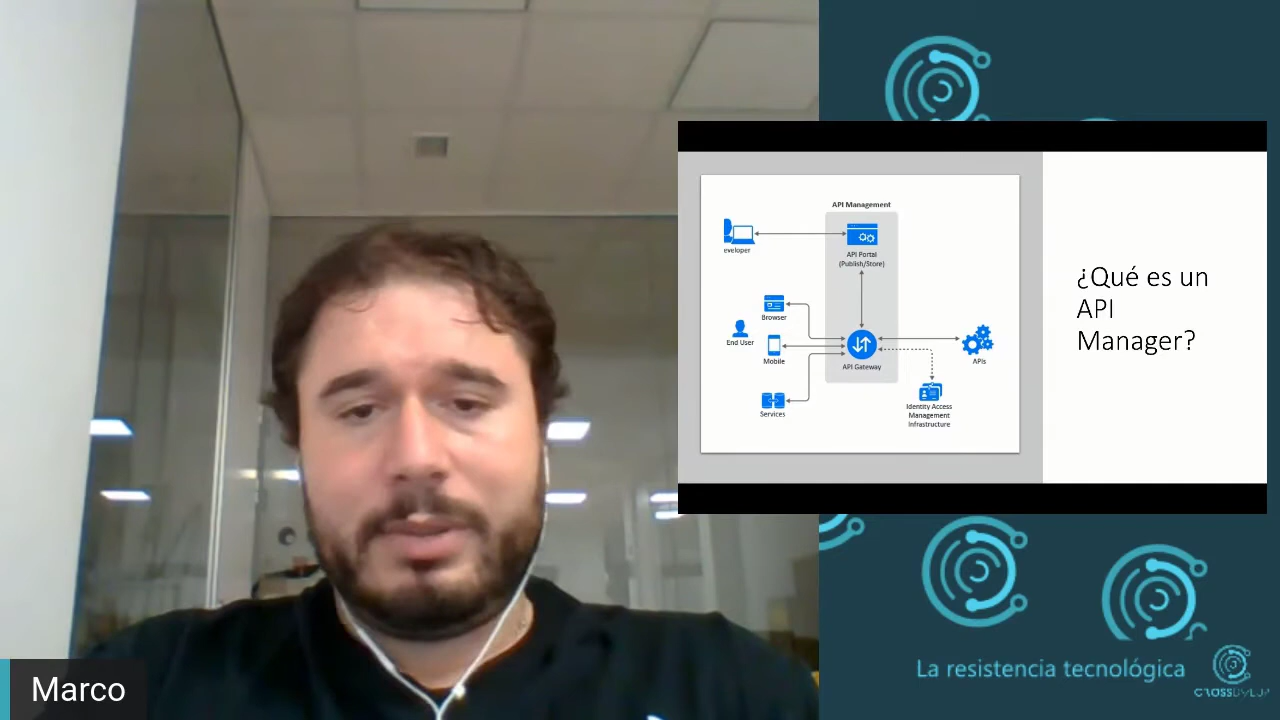 API Management
eveloper
API Portal
(Publish/Store)
Browser
End User
Mobile
API Gateway
APIs
Services
Identity Access
Management
Infrastructure
¿Qué es un
API
Manager?
Marco
La resistencia tecnológica